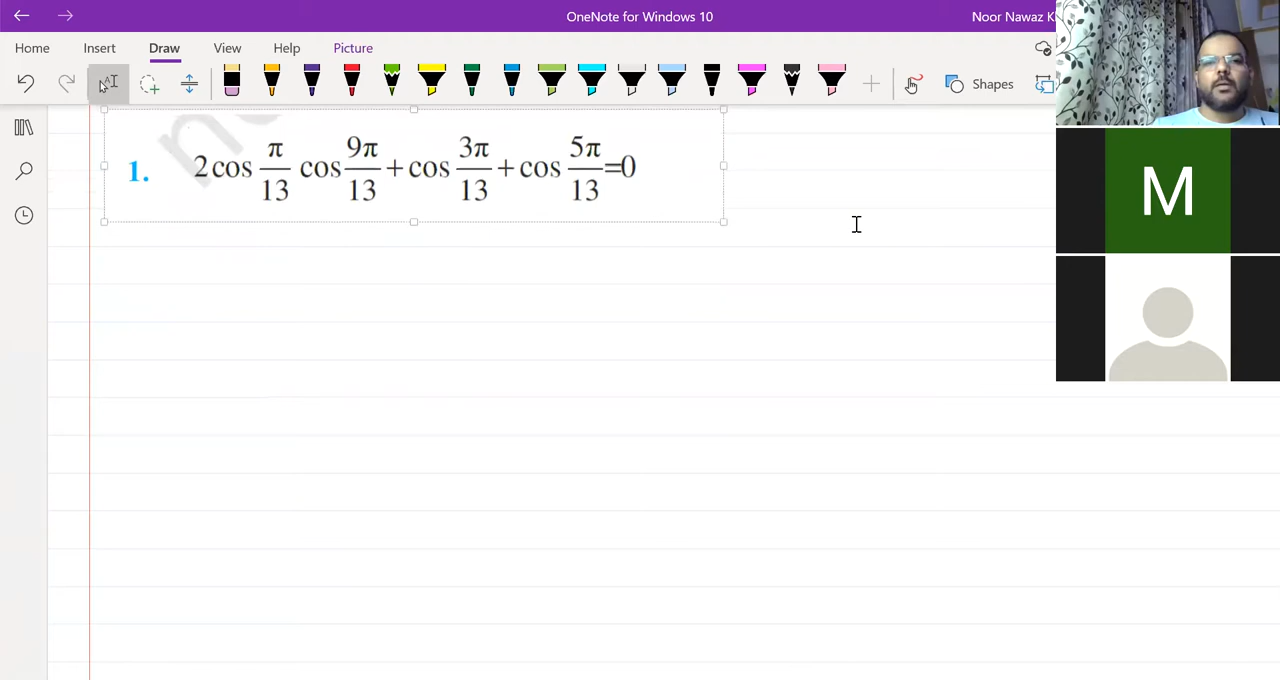 OneNote for Windows 10
Noor Nawaz K
Home Insert Draw View Help Picture
Shapes
1. 2cos π/13 cos 9π/13 + cos 3π/13 + cos 5π/13 =0
M